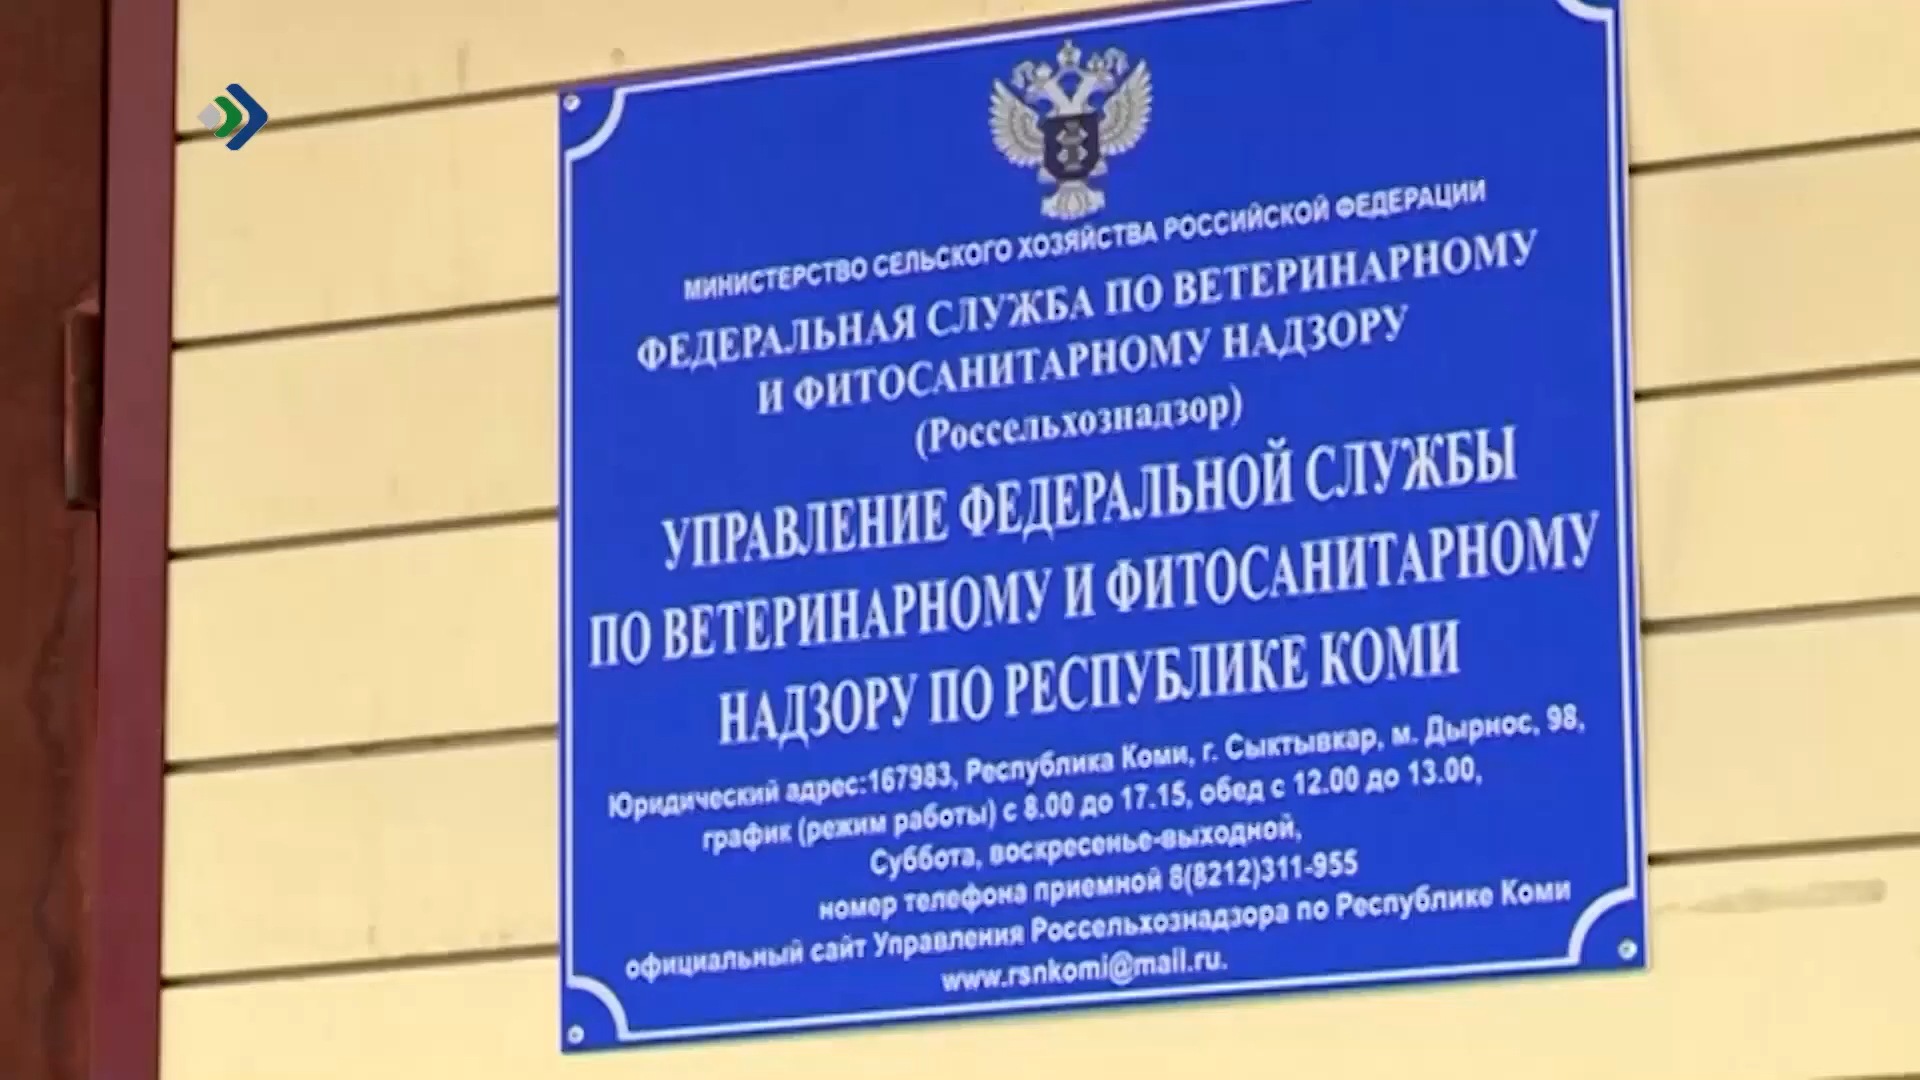 МИНИСТЕРСТВО СЕЛЬСКОГО ХОЗЯЙСТВА РОССИЙСКОЙ ФЕДЕРАЦИИ
ФЕДЕРАЛЬНАЯ СЛУЖБА ПО ВЕТЕРИНАРНОМУ
И ФИТОСАНИТАРНОМУ НАДЗОРУ
(Россельхознадзор)
УПРАВЛЕНИЕ ФЕДЕРАЛЬНОЙ СЛУЖБЫ
ПО ВЕТЕРИНАРНОМУ И ФИТОСАНИТАРНОМУ
НАДЗОРУ ПО РЕСПУБЛИКЕ КОМИ
Юридический адрес:167983, Республика Коми, г. Сыктывкар, м. Дырнос, 98,
график (режим работы) с 8.00 до 17.15, обед с 12.00 до 13.00,
Суббота, воскресенье-выходной,
номер телефона приемной 8(8212)311-955
официальный сайт Управления Россельхознадзора по Республике Коми
www.rsnkomi@mail.ru.